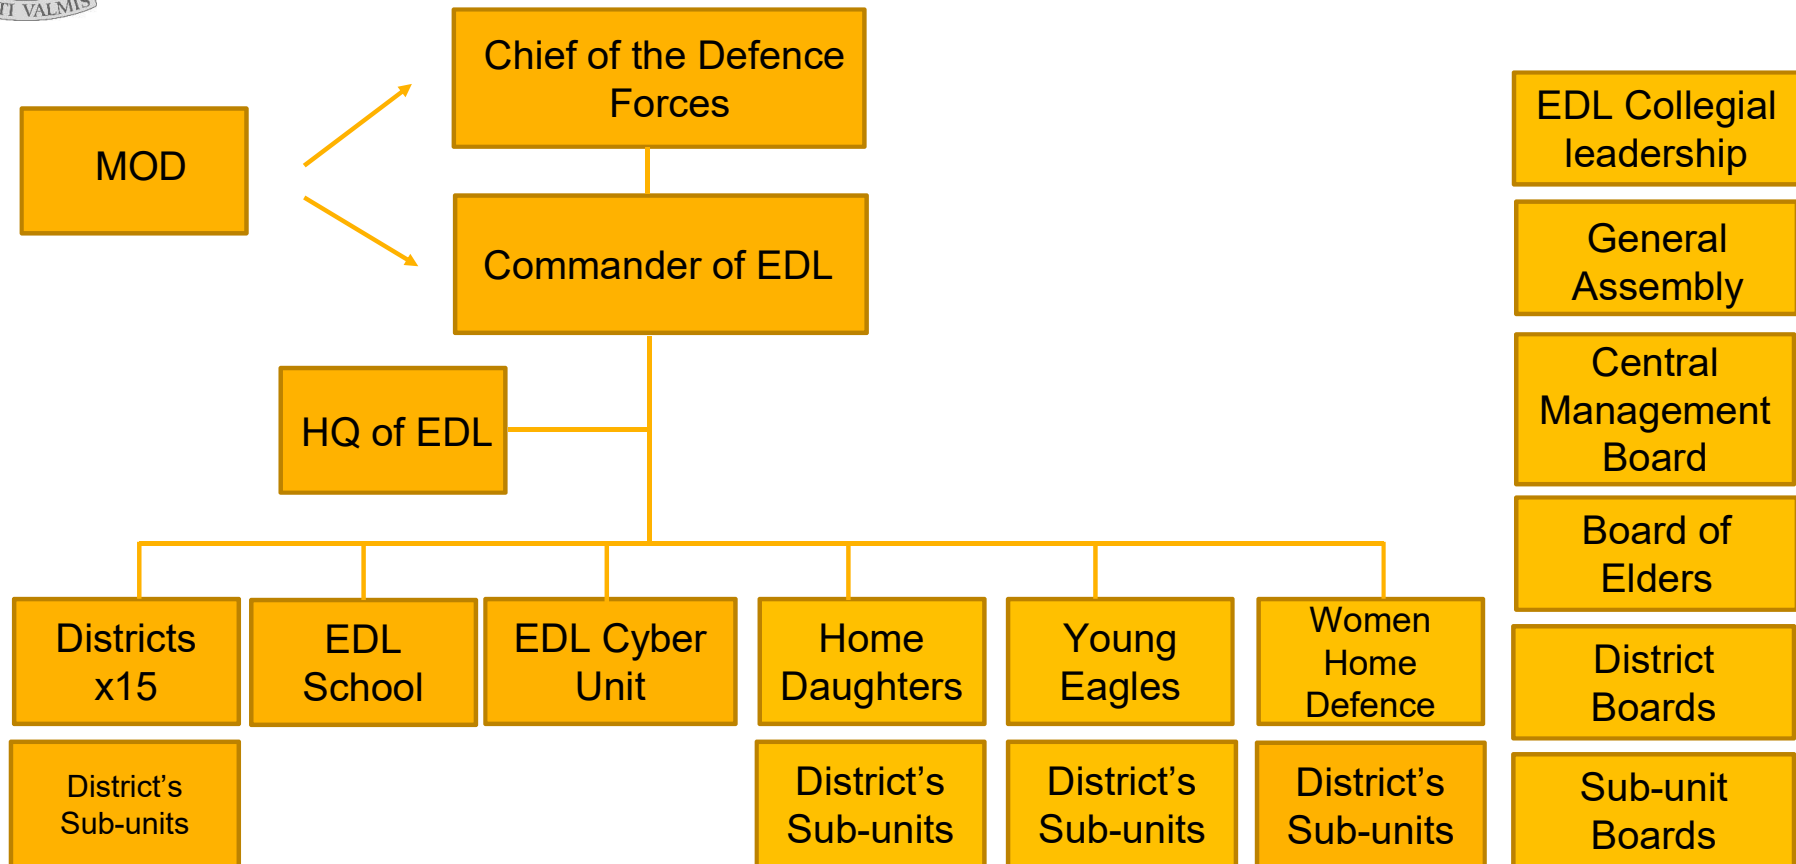 TI VALMIS
Chief of the Defence
Forces
MOD
Commander of EDL
HQ of EDL
Districts
x15
EDL
School
EDL Cyber
Unit
Home
Daughters
Young
Eagles
Women
Home
Defence
District’s
Sub-units
District’s
Sub-units
District’s
Sub-units
District’s
Sub-units
EDL Collegial
leadership
General
Assembly
Central
Management
Board
Board of
Elders
District
Boards
Sub-unit
Boards